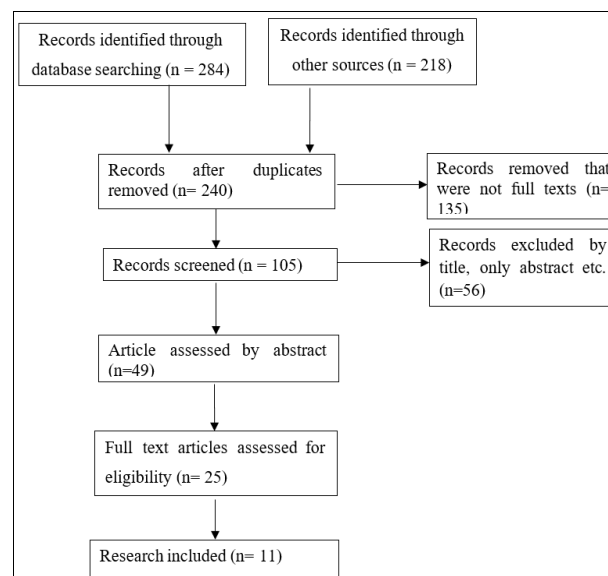 Records identified through
database searching (n = 284)
Records identified through
other sources (n = 218)
Records after duplicates
removed (n= 240)
Records removed that
were not full texts (n=
135)
Records screened (n = 105)
Records excluded by
title, only abstract etc.
(n=56)
Article assessed by abstract
(n=49)
Full text articles assessed for
eligibility (n= 25)
Research included (n= 11)